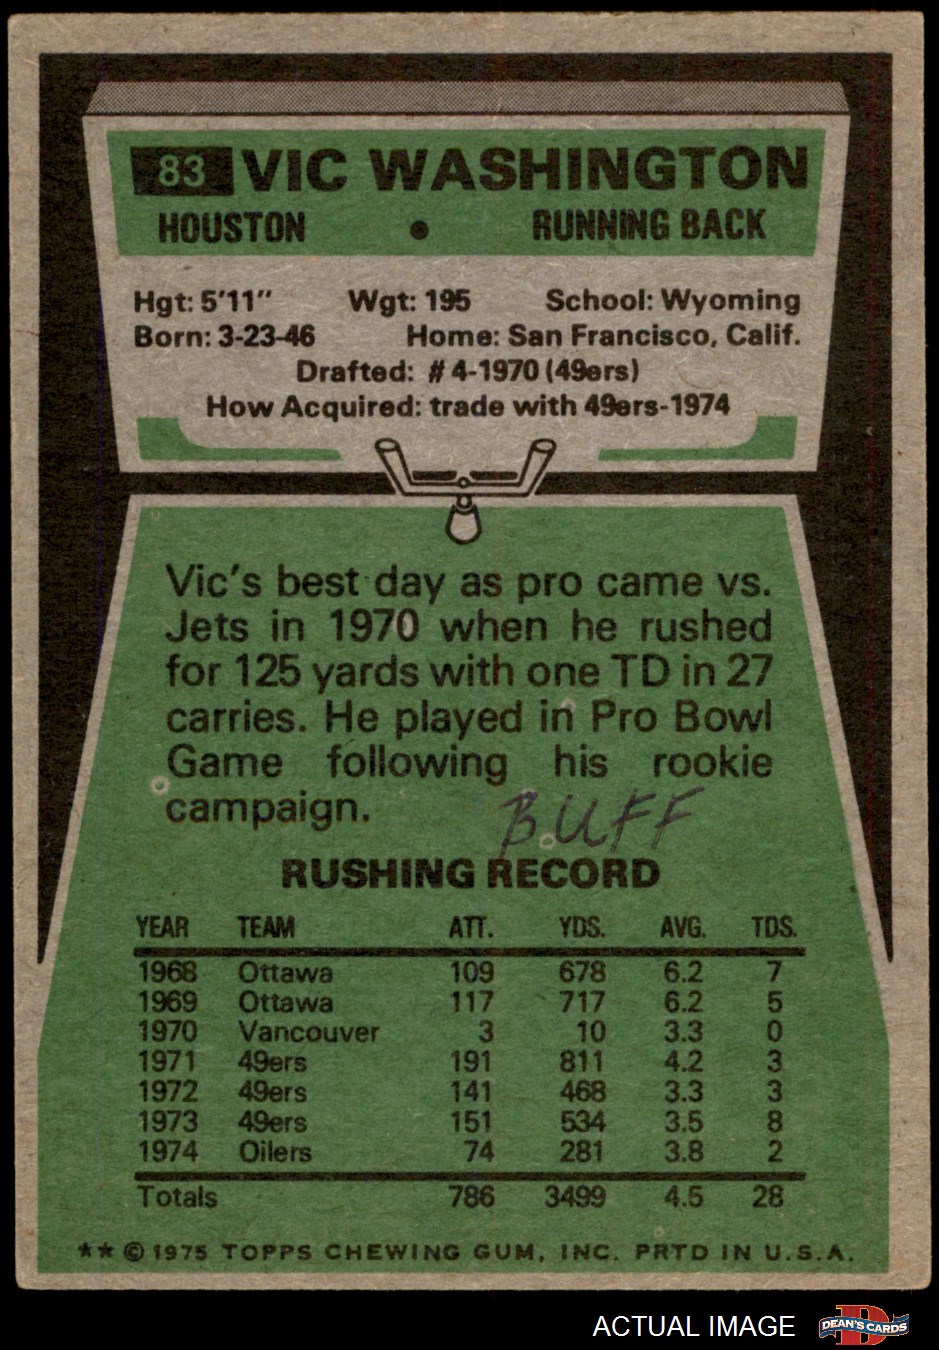 83 VIC WASHINGTON
HOUSTON • RUNNING BACK
Hgt: 5'11" Wgt: 195 School: Wyoming
Born: 3-23-46 Home: San Francisco, Calif.
Drafted: #4-1970 (49ers)
How Acquired: trade with 49ers-1974
Vic's best day as pro came vs.
Jets in 1970 when he rushed
for 125 yards with one TD in 27
carries. He played in Pro Bowl
Game following his rookie
campaign.
BUFF
RUSHING RECORD
YEAR TEAM ATT. YDS. AVG. TDS.
1968 Ottawa 109 678 6.2 7
1969 Ottawa 117 717 6.2 5
1970 Vancouver 3 10 3.3 0
1971 49ers 191 811 4.2 3
1972 49ers 141 468 3.3 3
1973 49ers 151 534 3.5 8
1974 Oilers 74 281 3.8 2
Totals 786 3499 4.5 28
**© 1975 TOPPS CHEWING GUM, INC. PRTD IN U.S.A.
ACTUAL IMAGE DEAN'S CARDS